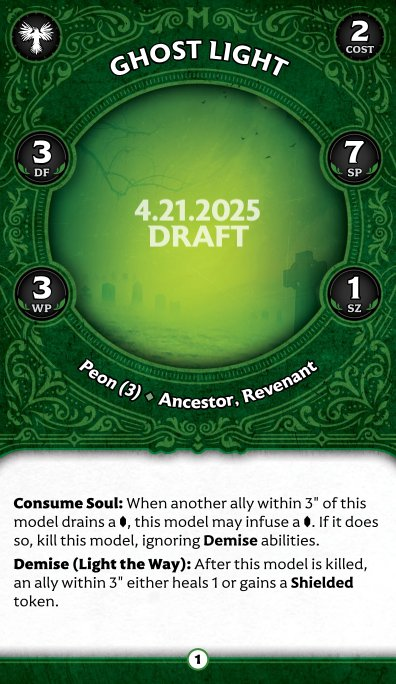 GHOST LIGHT
2
COST
3
DF
7
SP
4.21.2025
DRAFT
3
WP
1
SZ
Peon (3) ⬥ Ancestor, Revenant
Consume Soul: When another ally within 3" of this
model drains a ⬧, this model may infuse a ⬧. If it does
so, kill this model, ignoring Demise abilities.
Demise (Light the Way): After this model is killed,
an ally within 3" either heals 1 or gains a Shielded
token.
1